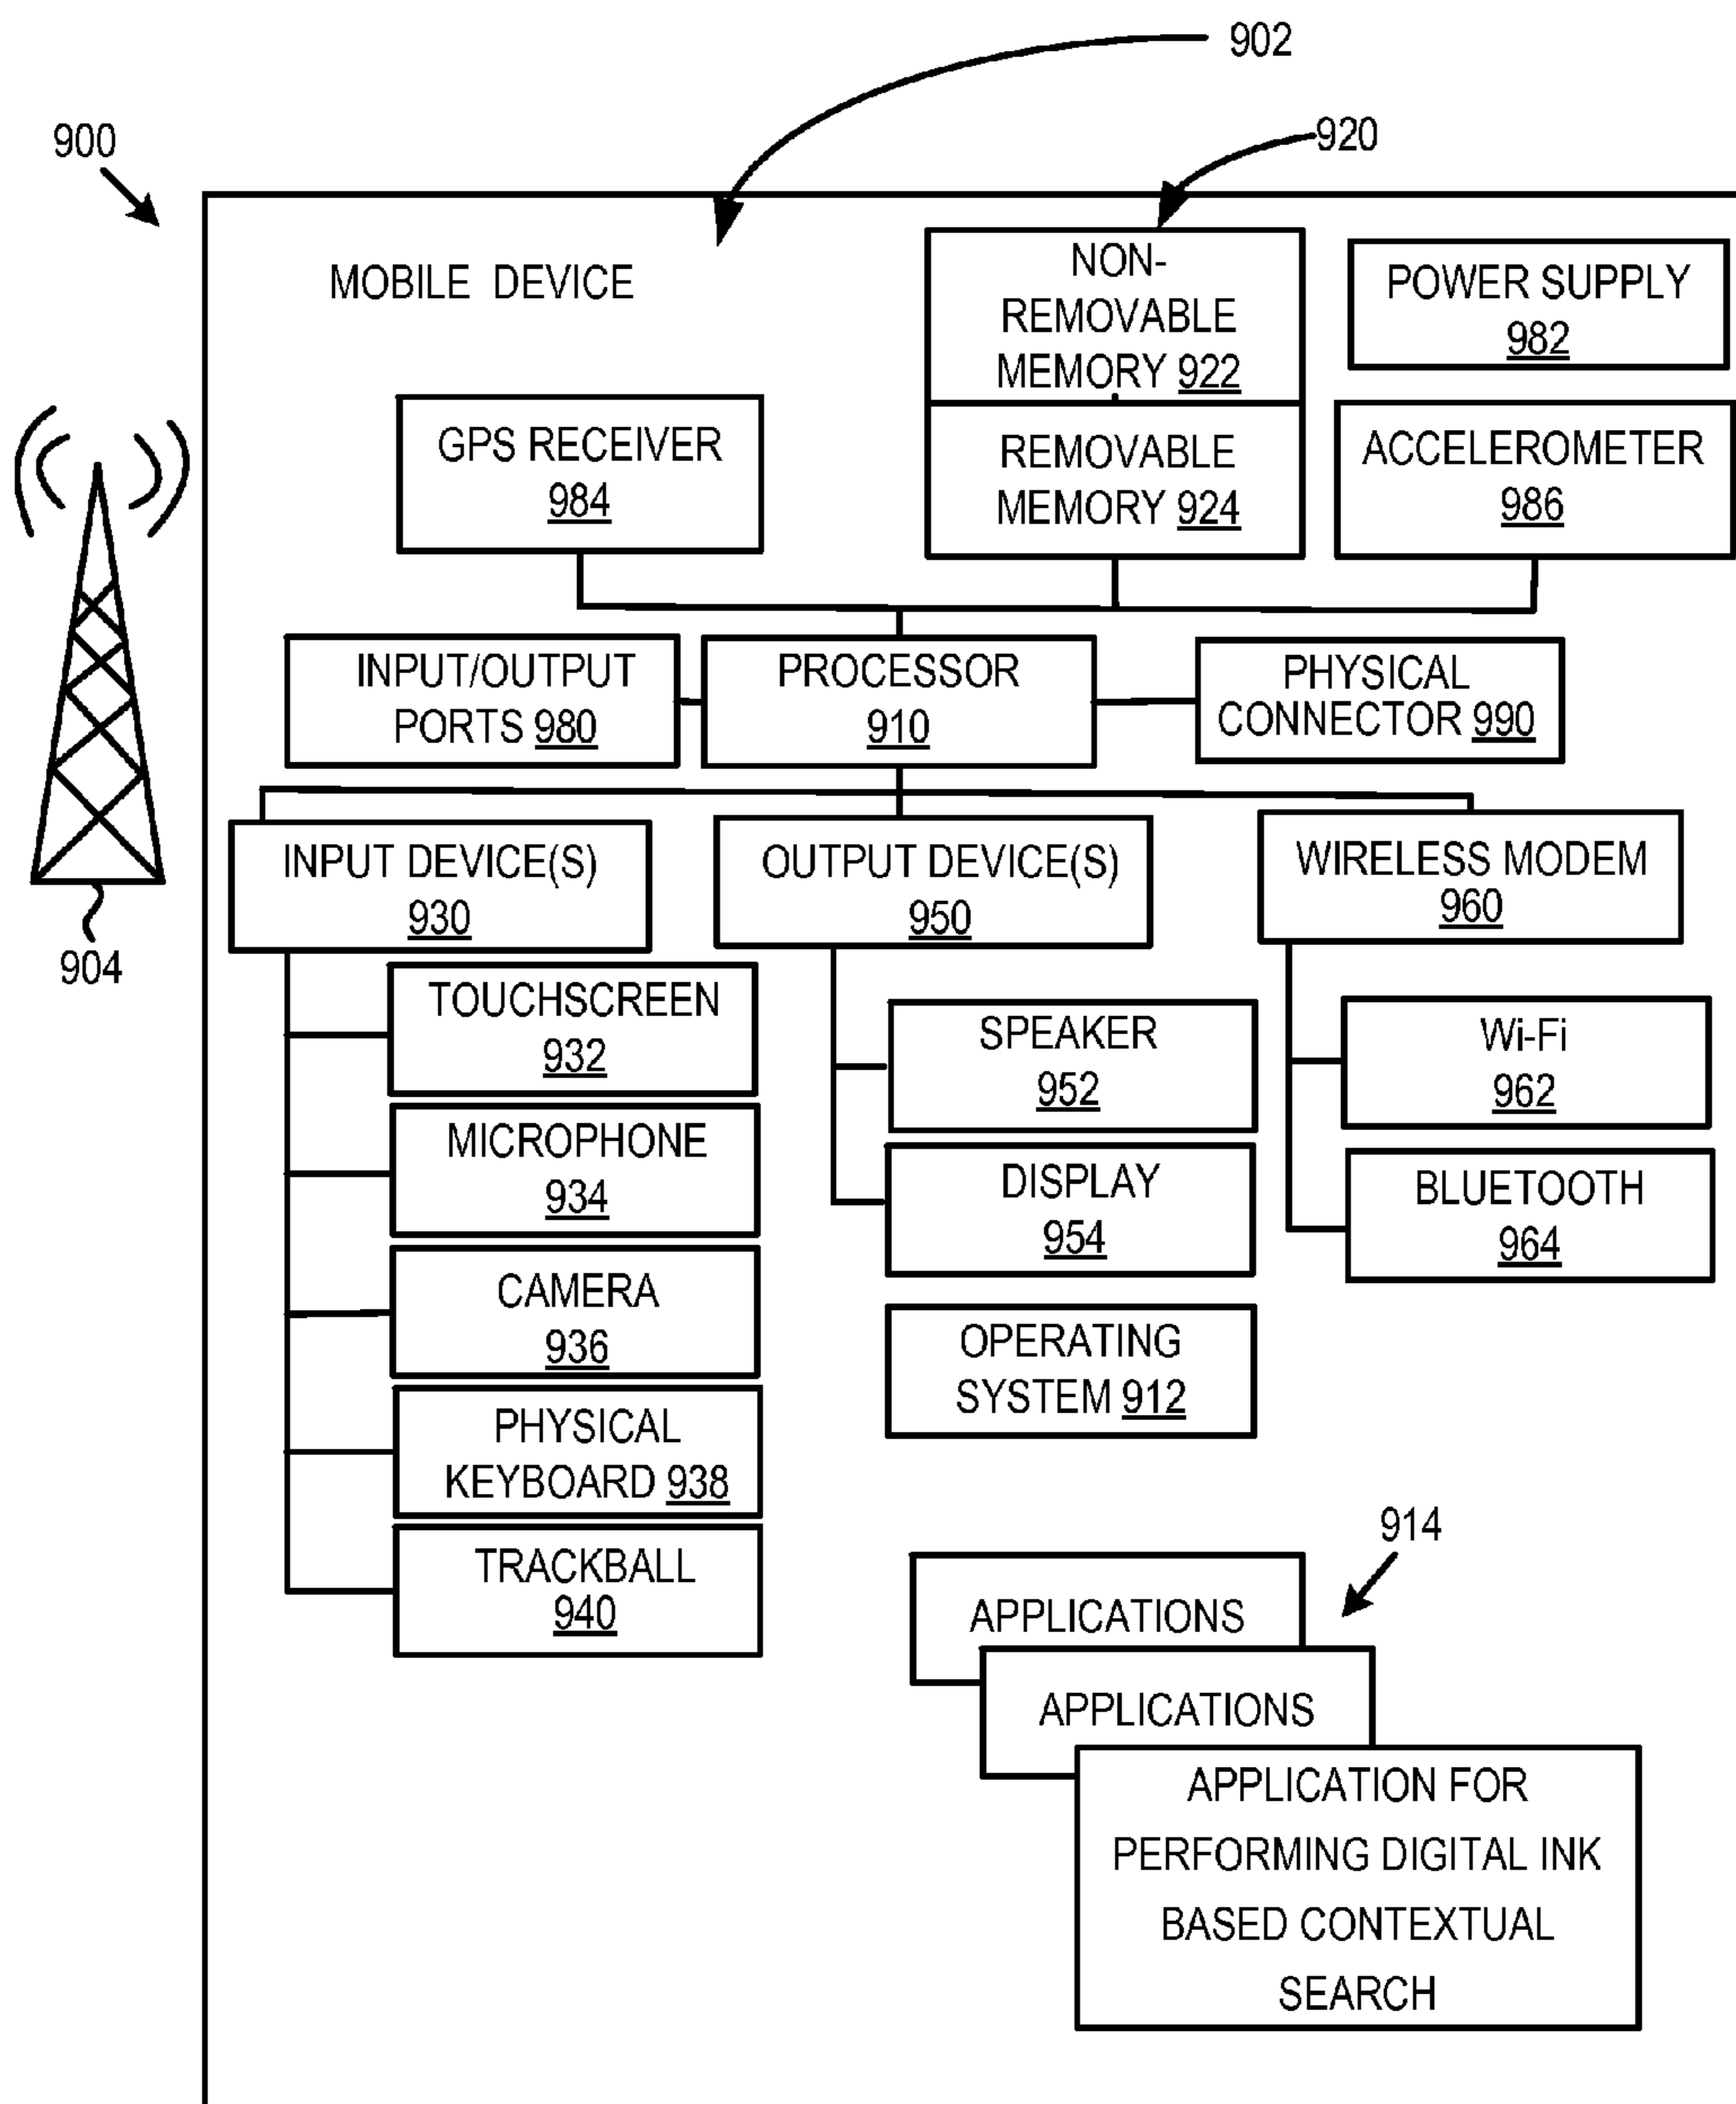 902
920
900
MOBILE DEVICE
NON-
REMOVABLE
MEMORY 922
POWER SUPPLY
982
GPS RECEIVER
984
REMOVABLE
MEMORY 924
ACCELEROMETER
986
INPUT/OUTPUT
PORTS 980
PROCESSOR
910
PHYSICAL
CONNECTOR 990
INPUT DEVICE(S)
930
OUTPUT DEVICE(S)
950
WIRELESS MODEM
960
904
TOUCHSCREEN
932
SPEAKER
952
Wi-Fi
962
MICROPHONE
934
DISPLAY
954
BLUETOOTH
964
CAMERA
936
OPERATING
SYSTEM 912
PHYSICAL
KEYBOARD 938
TRACKBALL
940
914
APPLICATIONS
APPLICATIONS
APPLICATION FOR
PERFORMING DIGITAL INK
BASED CONTEXTUAL
SEARCH